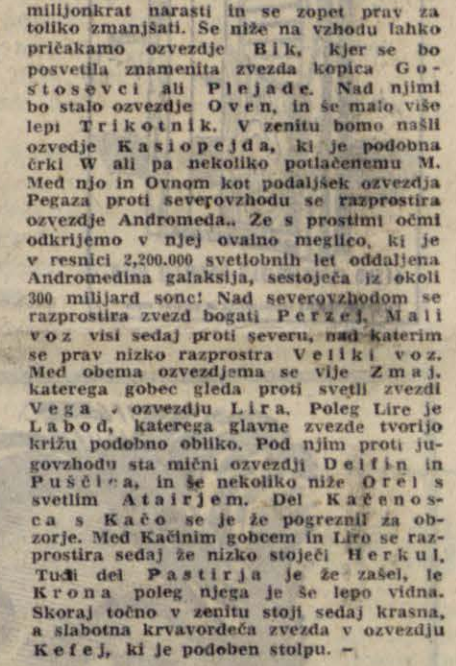 milijonkrat narasti in se zopet prav za
toliko zmanjšati. Še niže na vzhodu lahko
pričakamo ozvezdje Bik, kjer se bo
posvetila znamenita zvezda kopica Go-
stosevci ali Plejade. Nad njimi
bo stalo ozvezdje Oven, in še malo više
lepi Trikotnik. V zenitu bomo našli
ozvedje Kasiopejda, ki je podobna
črki W ali pa nekoliko potlačenemu M.
Med njo in Ovnom kot podaljšek ozvezdja
Pegaza proti severovzhodu se razprostira
ozvezdje Andromeda.. Že s prostimi očmi
odkrijemo v njej ovalno meglico, ki je
v resnici 2,200.000 svetlobnih let oddaljena
Andromedina galaksija, sestoječa iz okoli
300 milijard sonc! Nad severovzhodom se
razprostira zvezd bogati Perzej, Mali
voz visi sedaj proti severu, nad katerim
se prav nizko razprostira Veliki voz.
Med obema ozvezdjema se vije Zmaj,
katerega gobec gleda proti svetli zvezdi
Vega . ozvezdju Lira. Poleg Lire je
Labod, katerega glavne zvezde tvorijo
križu podobno obliko. Pod njim proti ju-
govzhodu sta mični ozvezdji Delfin in
Puščica, in še nekoliko niže Orel s
svetlim Atairjem. Del Kačenos-
ca s Kačo se je že pogreznil za ob-
zorje. Med Kačinim gobcem in Liro se raz-
prostira sedaj že nizko stoječi Herkul.
Tudi del Pastirja je že zašel, le
Krona poleg njega je še lepo vidna.
Skoraj točno v zenitu stoji sedaj krasna,
a slabotna krvavordeča zvezda v ozvezdju
Kefej, ki je podoben stolpu. –